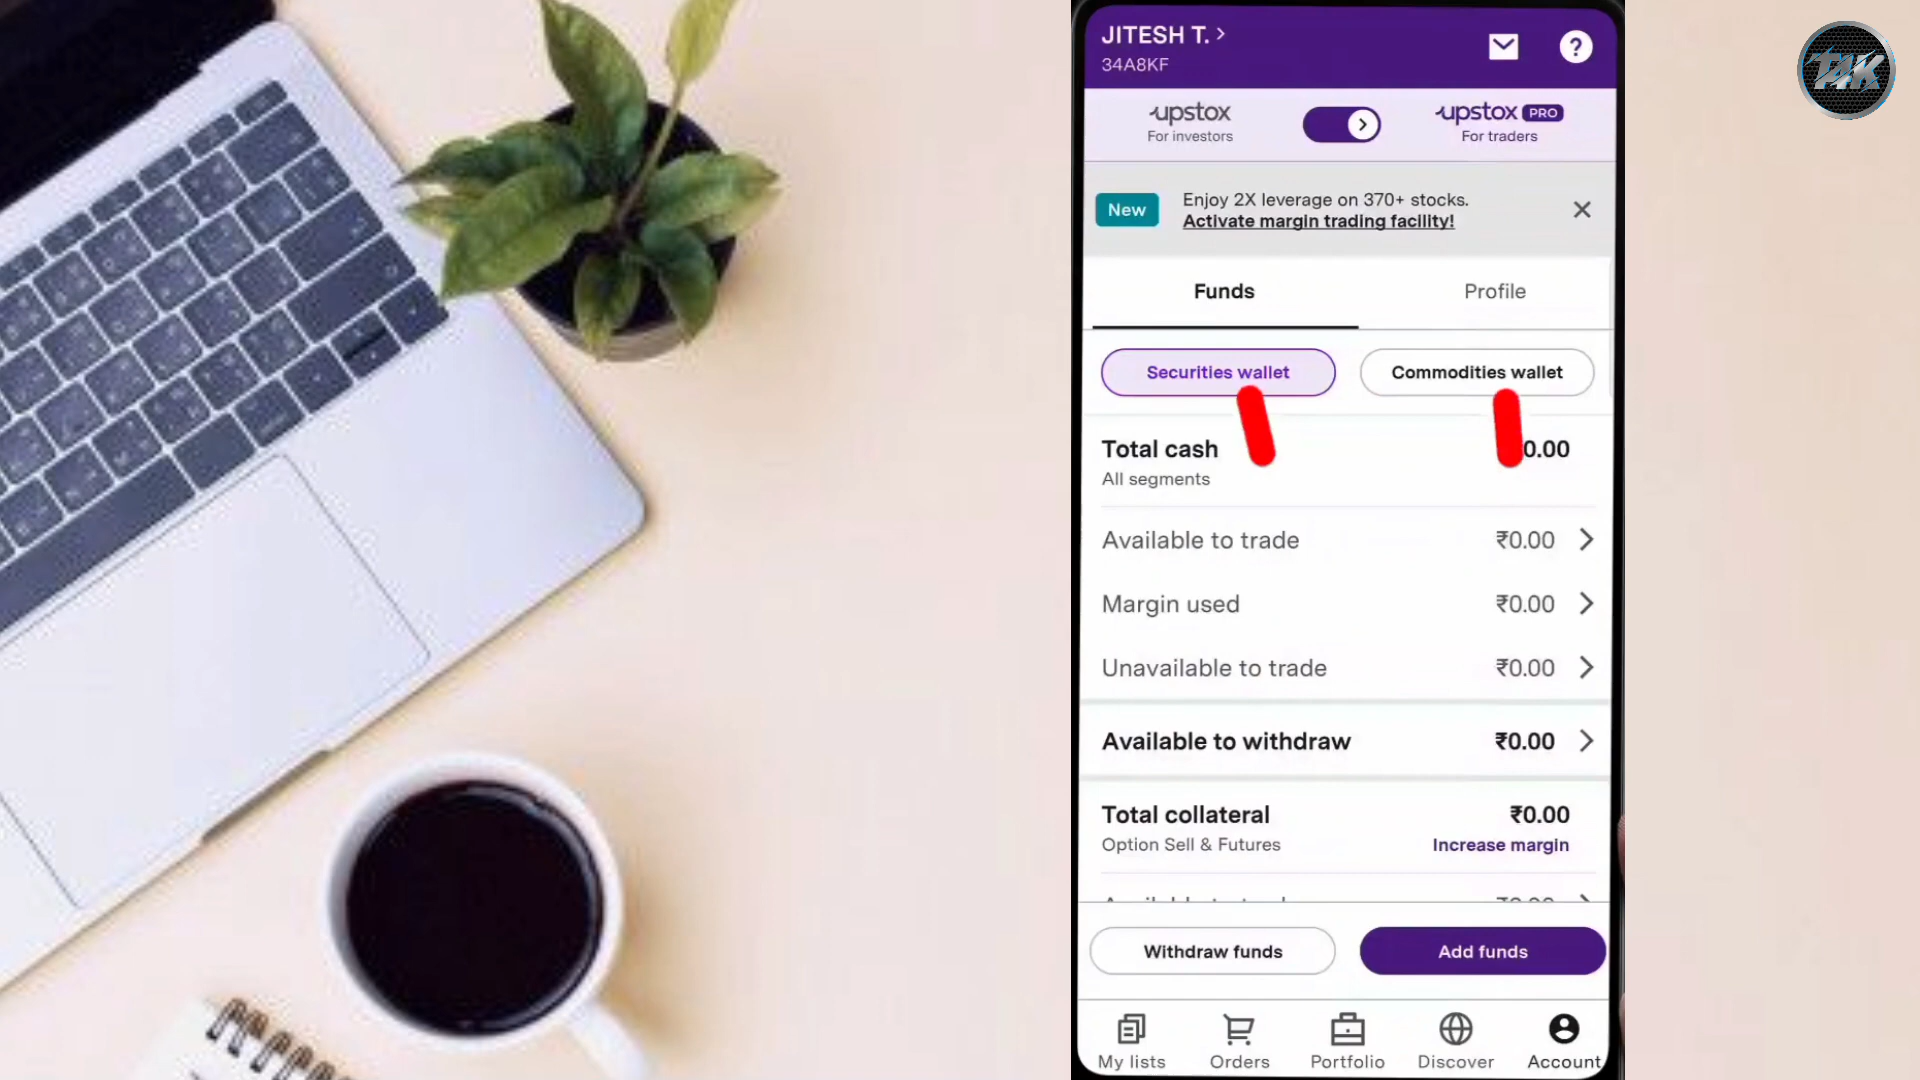 JITESH T.
34A8KF
upstox
For investors
upstox PRO
For traders
New
Enjoy 2X leverage on 370+ stocks.
Activate margin trading facility!
Funds
Profile
Securities wallet
Commodities wallet
Total cash
0.00
All segments
Available to trade
₹0.00
Margin used
₹0.00
Unavailable to trade
₹0.00
Available to withdraw
₹0.00
Total collateral
₹0.00
Option Sell & Futures
Increase margin
Withdraw funds
Add funds
My lists
Orders
Portfolio
Discover
Account